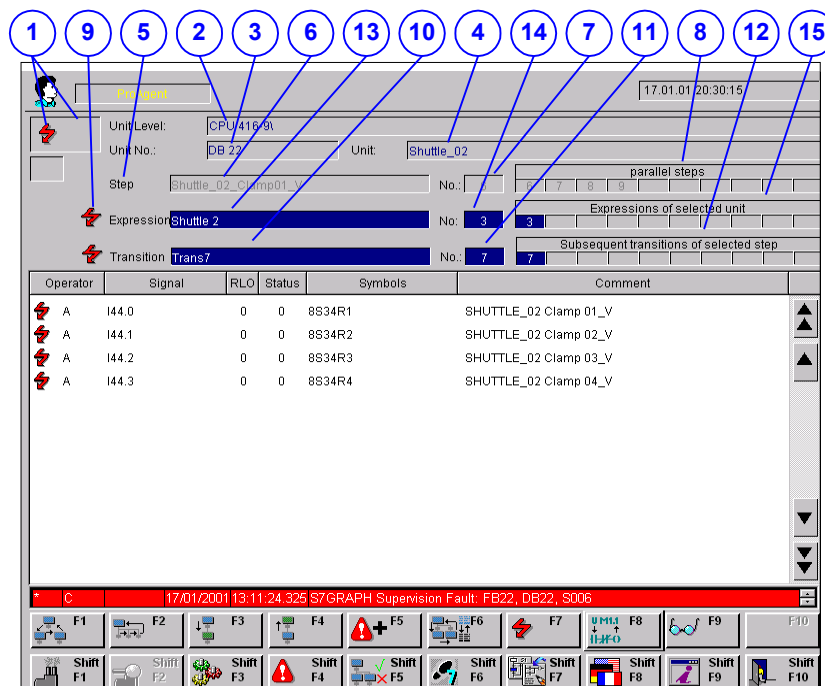 1 9 5 2 3 6 13 10 4 14 7 11 8 12 15
ProAgent 17.01.01 20:30:15
Unit Level: CPU 416-9\
Unit No.: DB 22 Unit: Shuttle_02
parallel steps
Step Shuttle_02_Clamp01_V No.: 6 7 8 9
Expressions of selected unit
Expression Shuttle 2 No: 3 3
Subsequent transitions of selected step
Transition Trans7 No.: 7 7
Operator Signal RLO Status Symbols Comment
A I44.0 0 0 8S34R1 SHUTTLE_02 Clamp 01_V
A I44.1 0 0 8S34R2 SHUTTLE_02 Clamp 02_V
A I44.2 0 0 8S34R3 SHUTTLE_02 Clamp 03_V
A I44.3 0 0 8S34R4 SHUTTLE_02 Clamp 04_V
* C 17/01/2001 13:11:24.325 S7GRAPH Supervision Fault: FB22, DB22, S006
F1 F2 F3 F4 F5 F6 F7 U M1.1 F8 F9 F10
Shift Shift Shift Shift Shift Shift Shift Shift Shift Shift
F1 F2 F3 F4 F5 F6 F7 F8 F9 F10